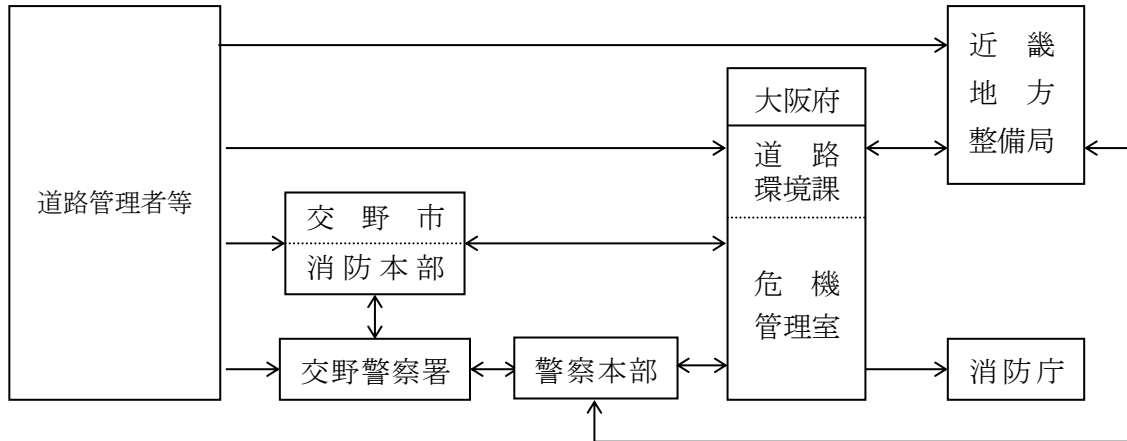 近畿
地方
整備局
大阪府
道路
環境課
道路管理者等
交野市
消防本部
危機
管理室
交野警察署
警察本部
消防庁